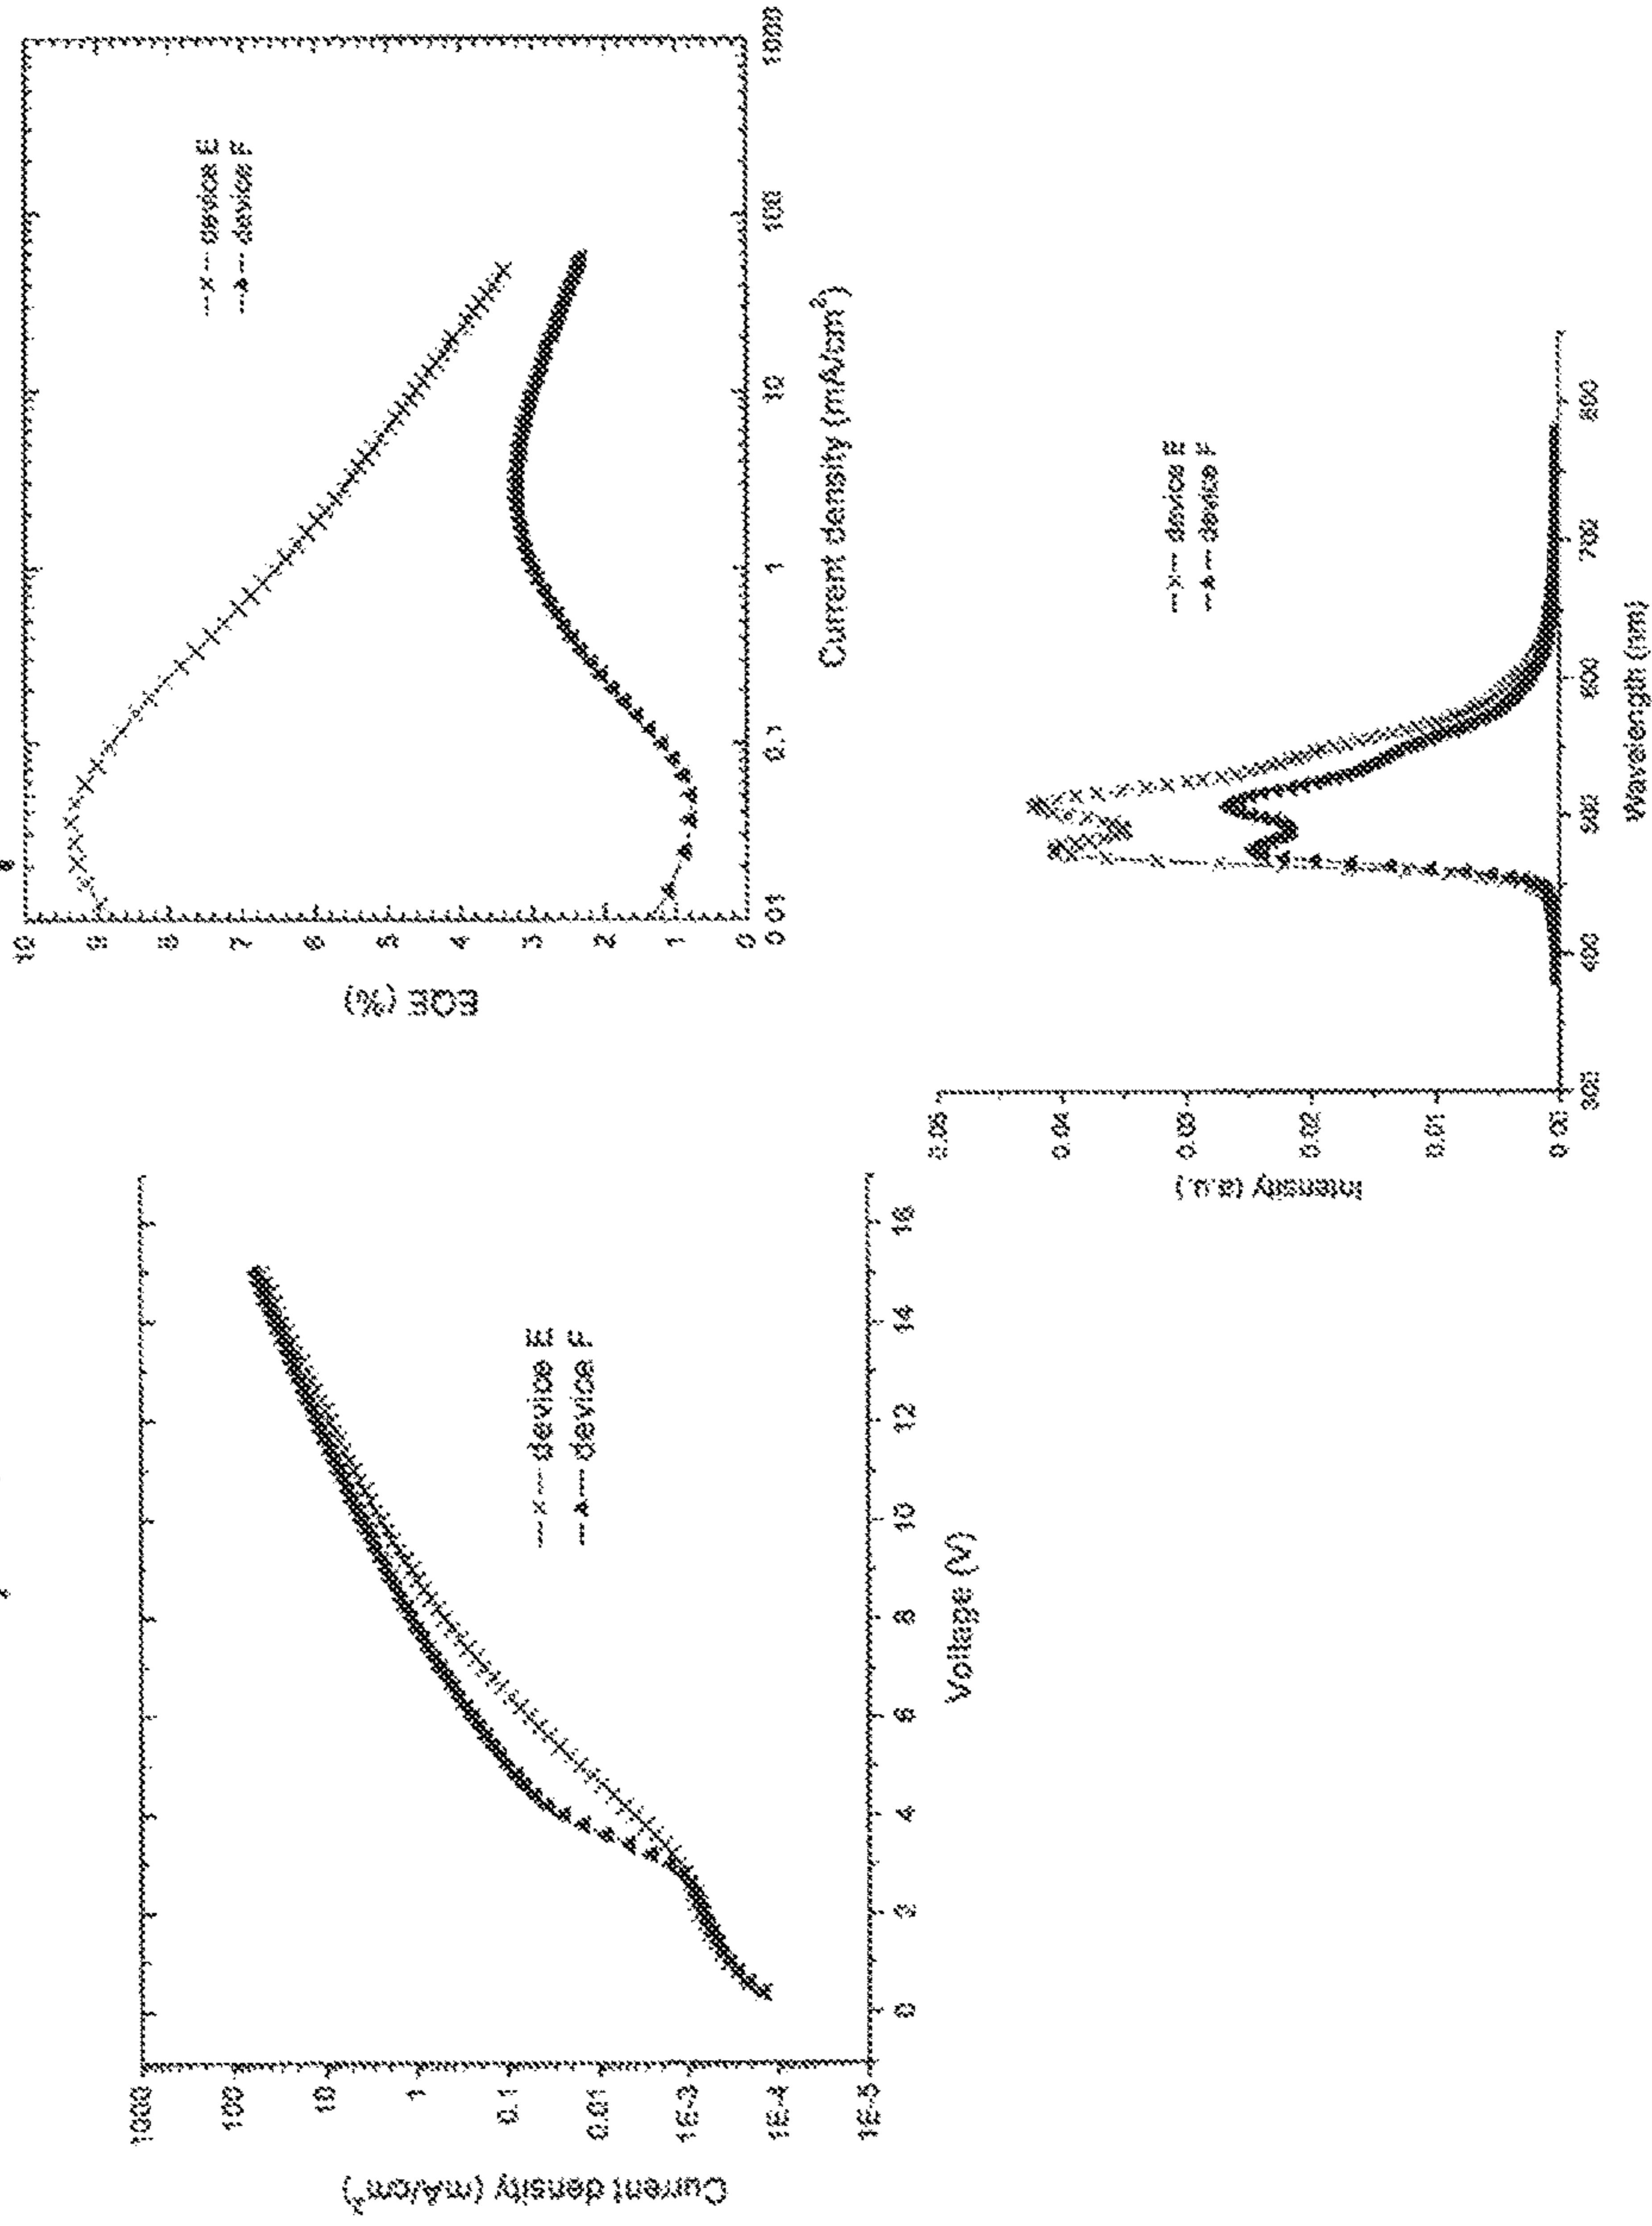 1000
100
10
1
0.1
0.01
1E-3
1E-4
1E-5
Current density (mA/cm²)
0 2 4 6 8 10 12 14 16
Voltage (V)
--x-- device E
--▲-- device F
10
9
8
7
6
5
4
3
2
1
0
EQE (%)
0.01 0.1 1 10 100 1000
Current density (mA/cm²)
--x-- device E
--▲-- device F
0.05
0.04
0.03
0.02
0.01
0.00
Intensity (a.u.)
300 400 500 600 700 800
Wavelength (nm)
--x-- device E
--▲-- device F